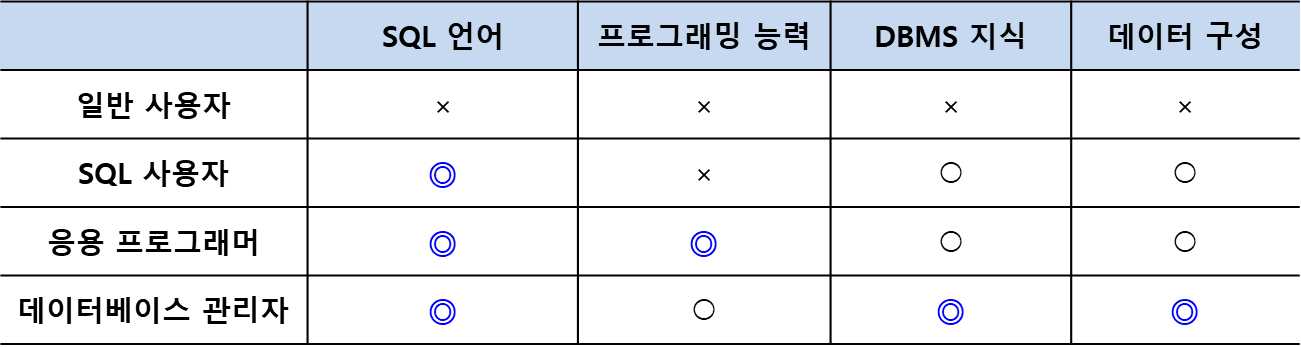 SQL 언어 프로그래밍 능력 DBMS 지식 데이터 구성
일반 사용자 × × × ×
SQL 사용자 ◎ × ○ ○
응용 프로그래머 ◎ ◎ ○ ○
데이터베이스 관리자 ◎ ○ ◎ ◎